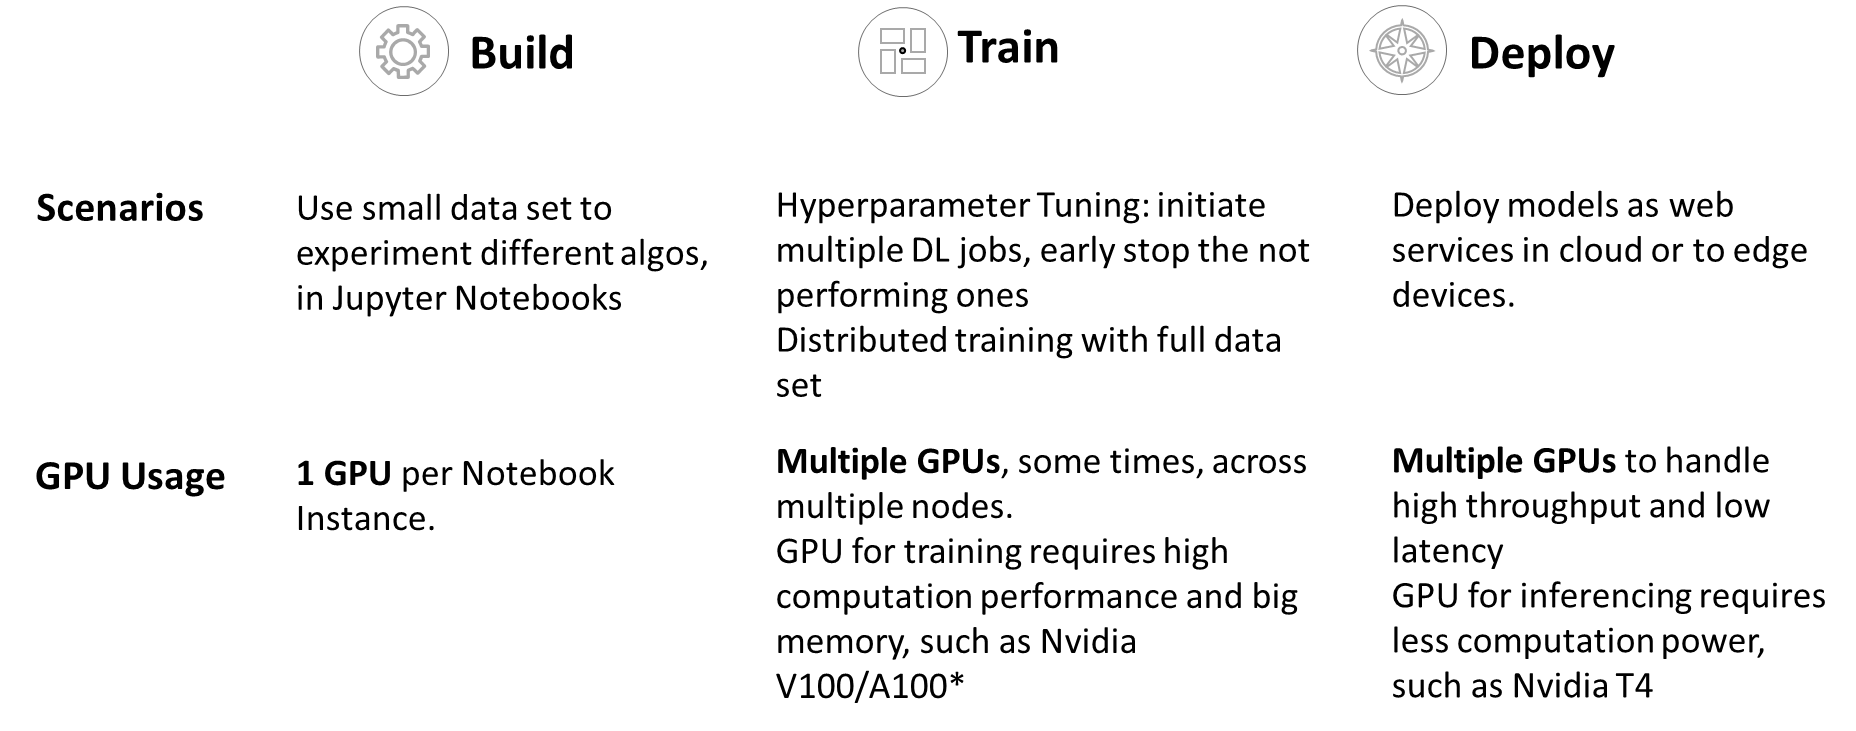 Build
Train
Deploy
Scenarios
Use small data set to
experiment different algos,
in Jupyter Notebooks
Hyperparameter Tuning: initiate
multiple DL jobs, early stop the not
performing ones
Distributed training with full data
set
Deploy models as web
services in cloud or to edge
devices.
GPU Usage
1 GPU per Notebook
Instance.
Multiple GPUs, some times, across
multiple nodes.
GPU for training requires high
computation performance and big
memory, such as Nvidia
V100/A100*
Multiple GPUs to handle
high throughput and low
latency
GPU for inferencing requires
less computation power,
such as Nvidia T4